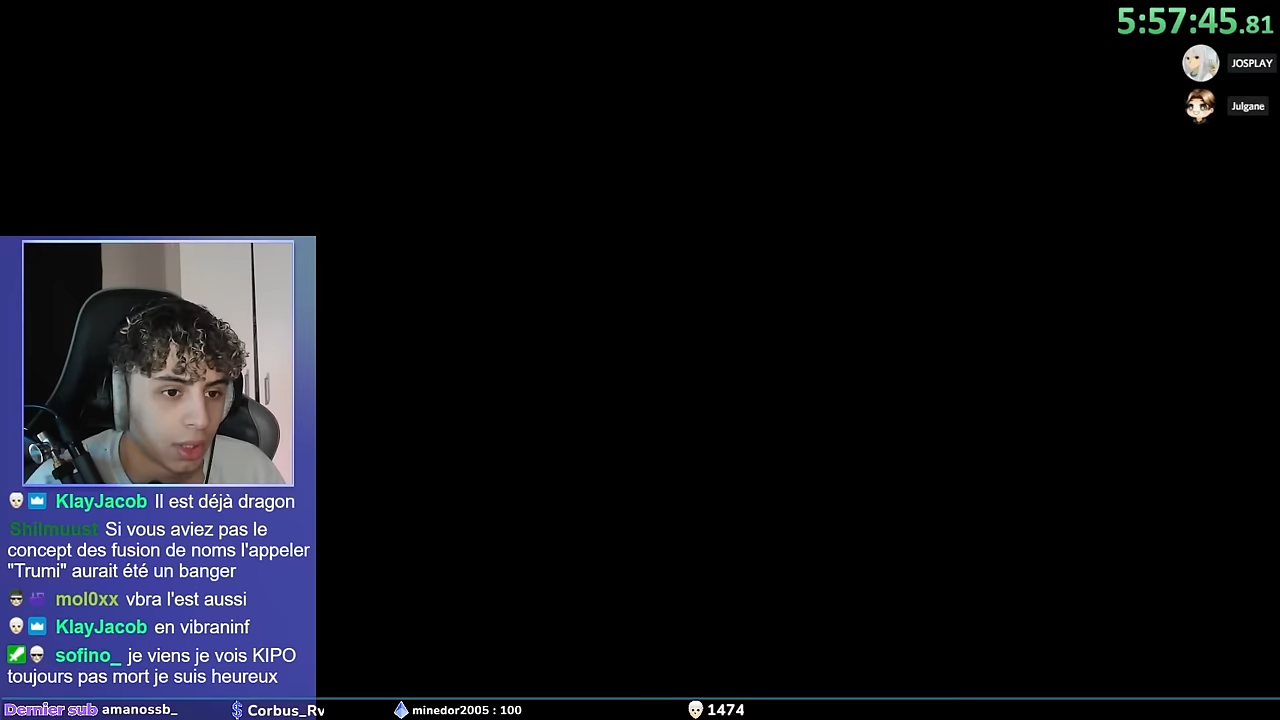 5:57:45.81
JOSPLAY
Julgane
KlayJacob Il est déjà dragon
Shilmuust Si vous aviez pas le
concept des fusion de noms l'appeler
"Trumi" aurait été un banger
mol0xx vbra l'est aussi
KlayJacob en vibraninf
sofino_ je viens je vois KIPO
toujours pas mort je suis heureux
Dernier sub amanossb_ Corbus_Rv minedor2005 : 100 1474